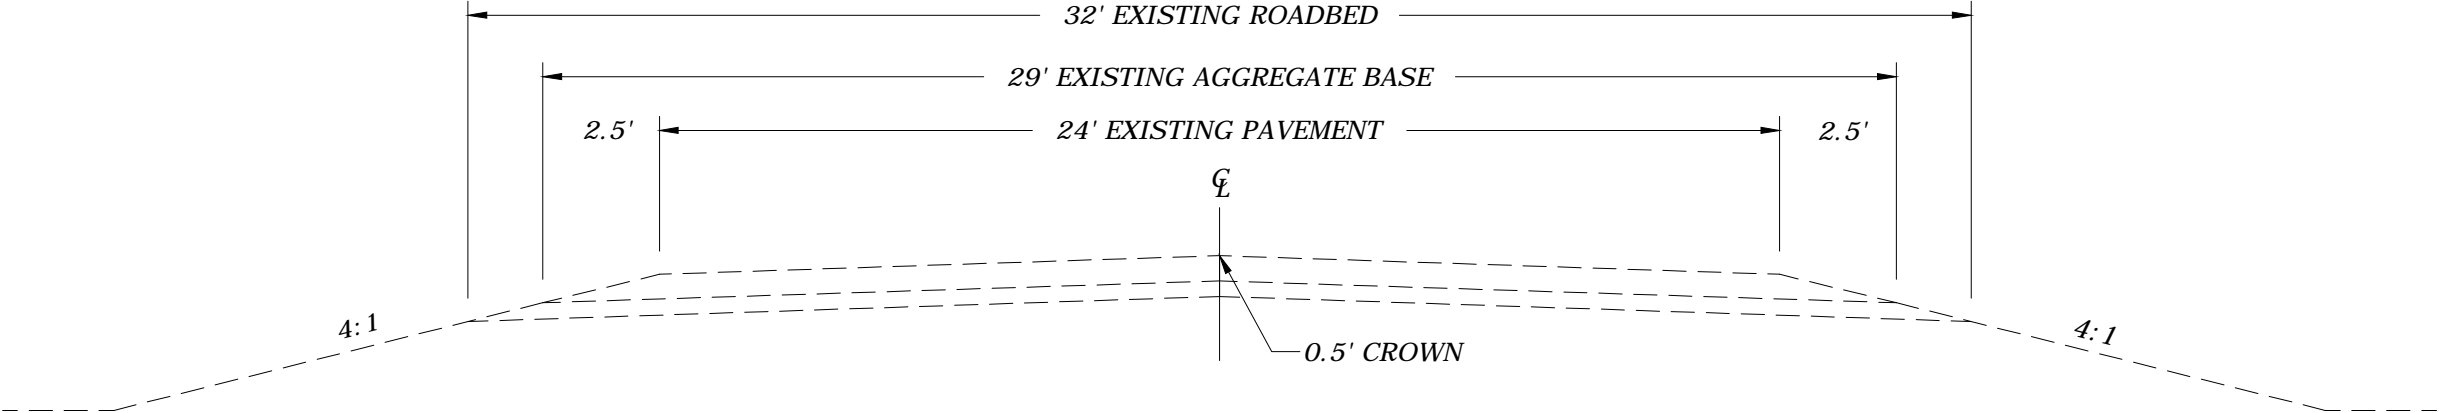 32' EXISTING ROADBED
29' EXISTING AGGREGATE BASE
2.5' 24' EXISTING PAVEMENT 2.5'
℄
4:1 4:1
0.5' CROWN